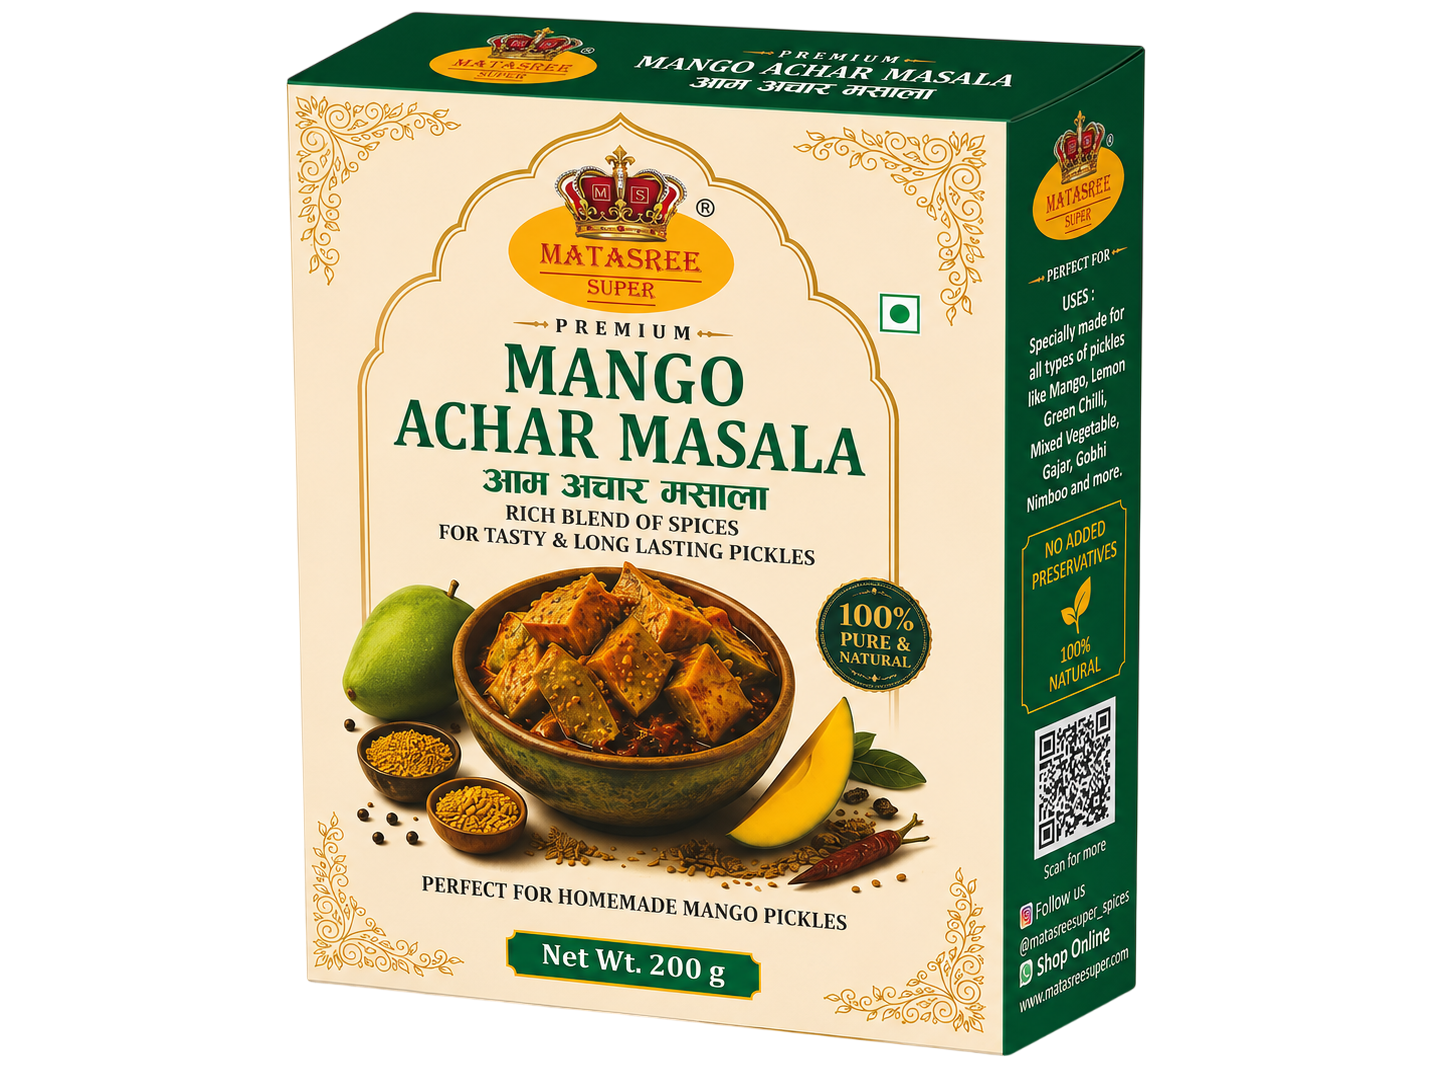 MATASREE
SUPER
®
PREMIUM
MANGO ACHAR MASALA
आम अचार मसाला
M S
®
MATASREE
SUPER
PREMIUM
MANGO
ACHAR MASALA
आम अचार मसाला
RICH BLEND OF SPICES
FOR TASTY & LONG LASTING PICKLES
100%
PURE &
NATURAL
PERFECT FOR HOMEMADE MANGO PICKLES
Net Wt. 200 g
®
MATASREE
SUPER
PERFECT FOR
USES :
Specially made for
all types of pickles
like Mango, Lemon
Green Chilli,
Mixed Vegetable,
Gajar, Gobhi
Nimboo and more.
NO ADDED
PRESERVATIVES
100%
NATURAL
Scan for more
Follow us
@matasreesuper_spices
Shop Online
www.matasreesuper.com